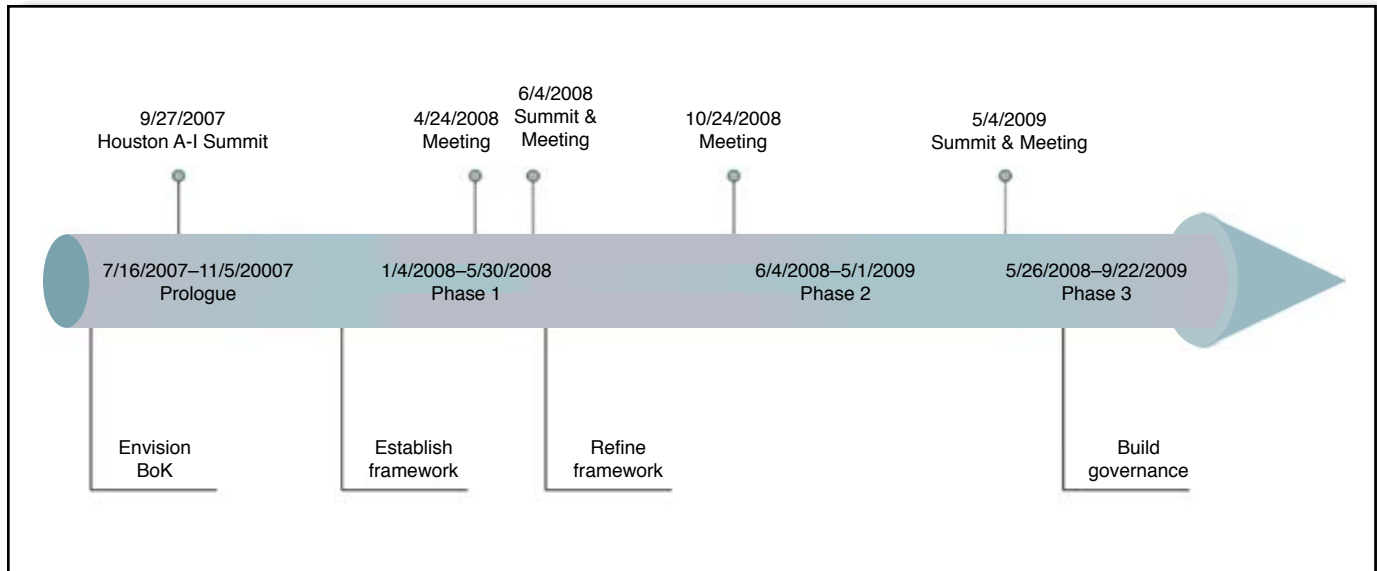 9/27/2007
Houston A-I Summit
4/24/2008
Meeting
6/4/2008
Summit &
Meeting
10/24/2008
Meeting
5/4/2009
Summit & Meeting
7/16/2007–11/5/20007
Prologue
1/4/2008–5/30/2008
Phase 1
6/4/2008–5/1/2009
Phase 2
5/26/2008–9/22/2009
Phase 3
Envision
BoK
Establish
framework
Refine
framework
Build
governance